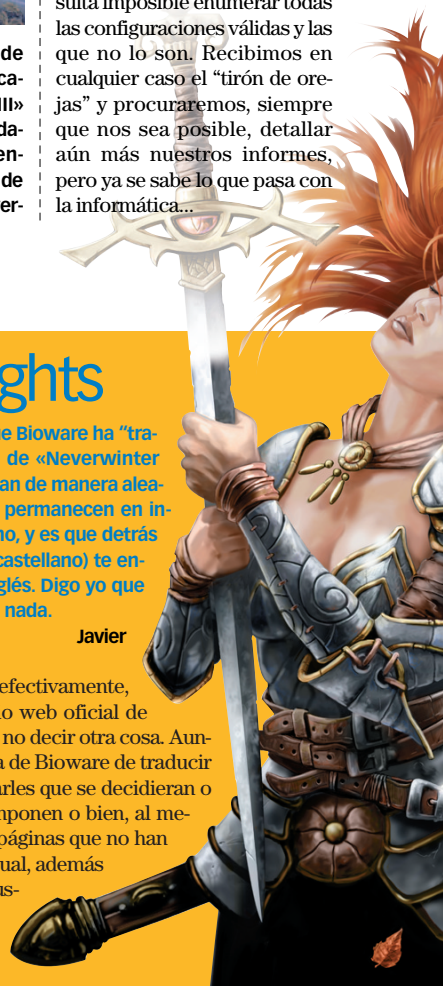 de
ca-
III»
da-
en-
de
ver-
sulta imposible enumerar todas
las configuraciones válidas y las
que no lo son. Recibimos en
cualquier caso el “tirón de ore-
jas” y procuraremos, siempre
que nos sea posible, detallar
aún más nuestros informes,
pero ya se sabe lo que pasa con
la informática...
ghts
ue Bioware ha “tra-
de «Neverwinter
an de manera alea-
permanecen en in-
no, y es que detrás
castellano) te en-
glés. Digo yo que
nada.
Javier
efectivamente,
io web oficial de
no decir otra cosa. Aun-
a de Bioware de traducir
arles que se decidieran o
mponen o bien, al me-
páginas que no han
ual, además
us-